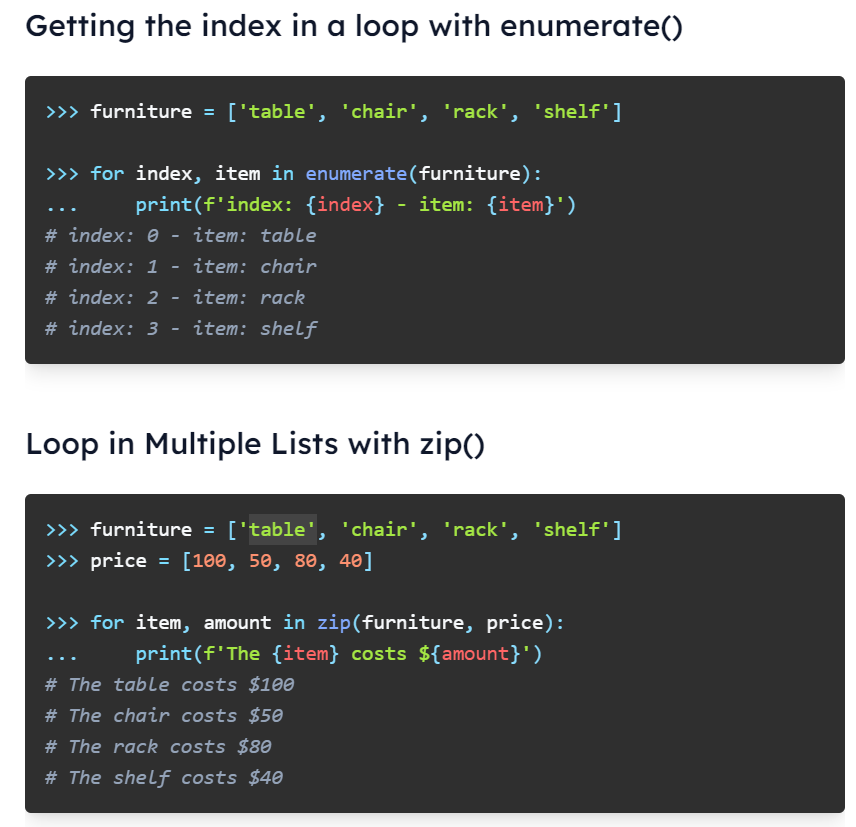 Getting the index in a loop with enumerate()
>>> furniture = ['table', 'chair', 'rack', 'shelf']
>>> for index, item in enumerate(furniture):
...     print(f'index: {index} - item: {item}')
# index: 0 - item: table
# index: 1 - item: chair
# index: 2 - item: rack
# index: 3 - item: shelf
Loop in Multiple Lists with zip()
>>> furniture = ['table', 'chair', 'rack', 'shelf']
>>> price = [100, 50, 80, 40]
>>> for item, amount in zip(furniture, price):
...     print(f'The {item} costs ${amount}')
# The table costs $100
# The chair costs $50
# The rack costs $80
# The shelf costs $40